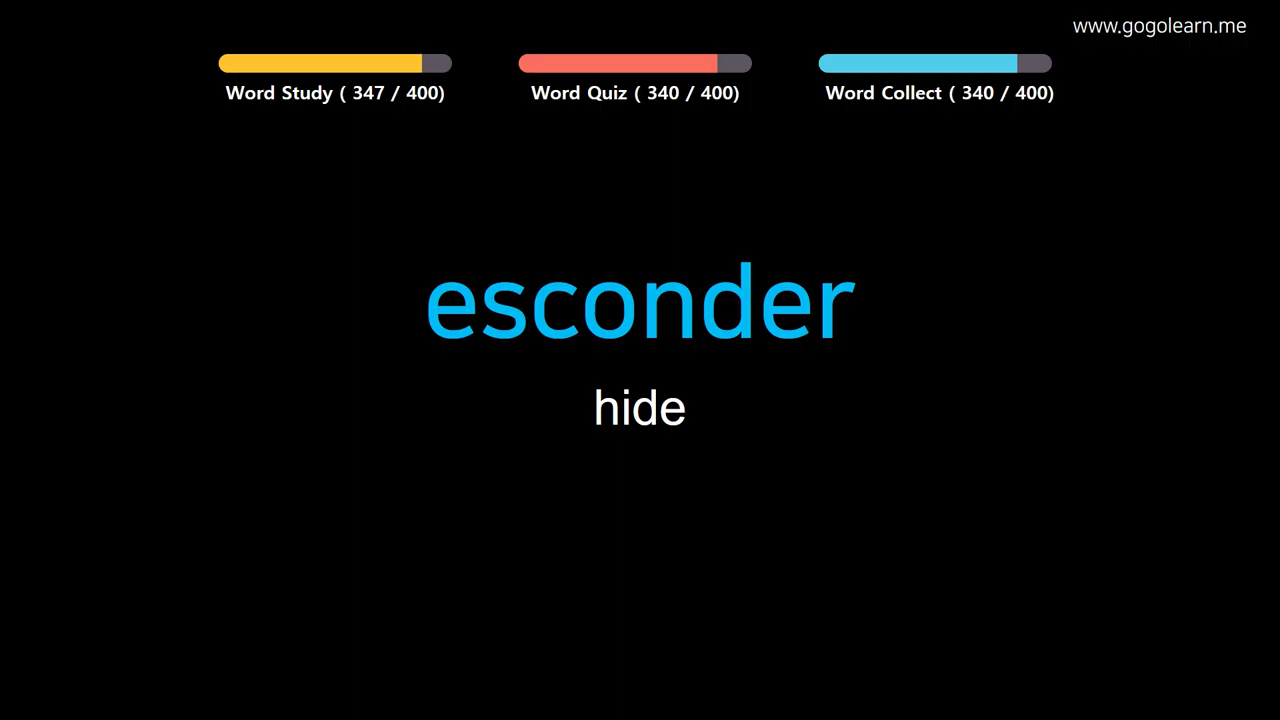 www.gogolearn.me
Word Study ( 347 / 400)
Word Quiz ( 340 / 400)
Word Collect ( 340 / 400)
esconder
hide